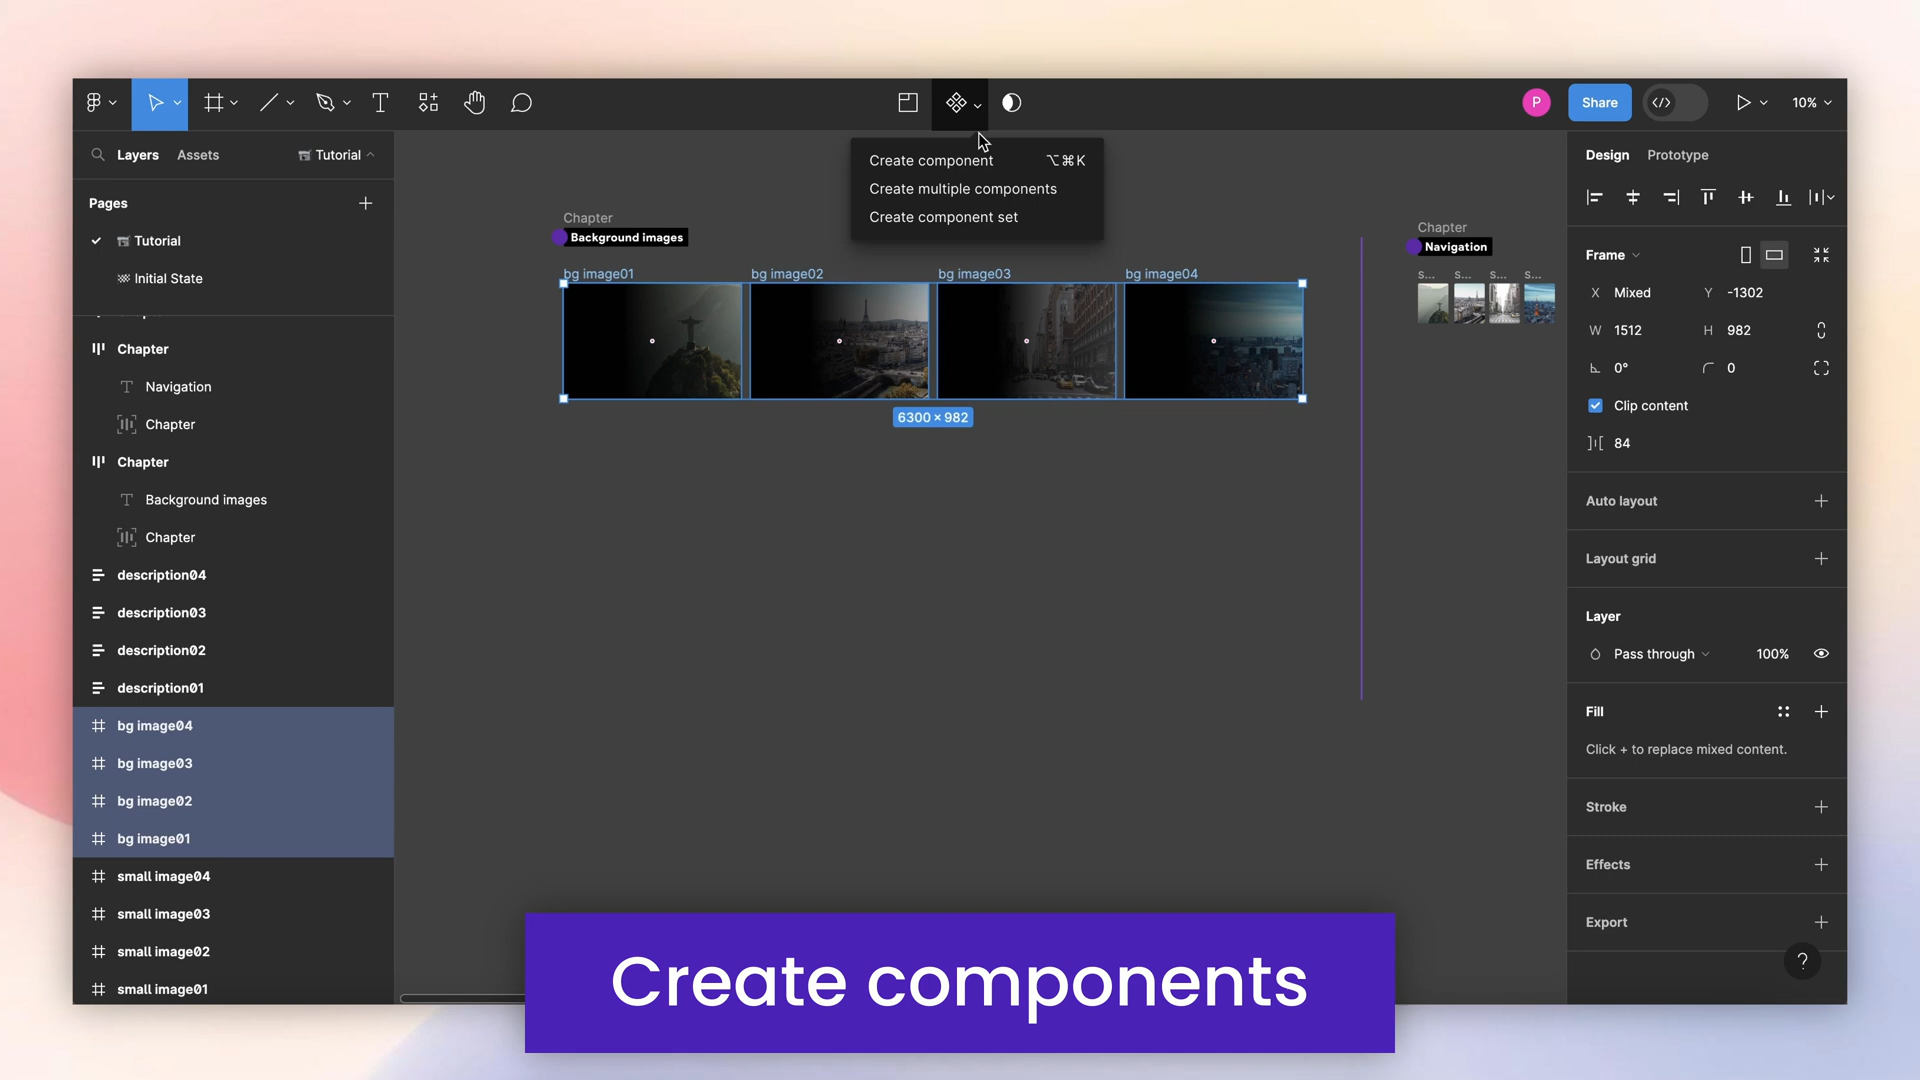 P
Share
10%
Layers
Assets
Tutorial
Pages
Tutorial
Initial State
Chapter
Navigation
Chapter
Chapter
Background images
Chapter
description04
description03
description02
description01
bg image04
bg image03
bg image02
bg image01
small image04
small image03
small image02
small image01
Create component ⌥⌘K
Create multiple components
Create component set
Chapter
Background images
bg image01
bg image02
bg image03
bg image04
6300 × 982
Chapter
Navigation
s...
s...
s...
s...
Design
Prototype
Frame
X Mixed
Y -1302
W 1512
H 982
0°
0
Clip content
84
Auto layout
Layout grid
Layer
Pass through
100%
Fill
Click + to replace mixed content.
Stroke
Effects
Export
?
Create components